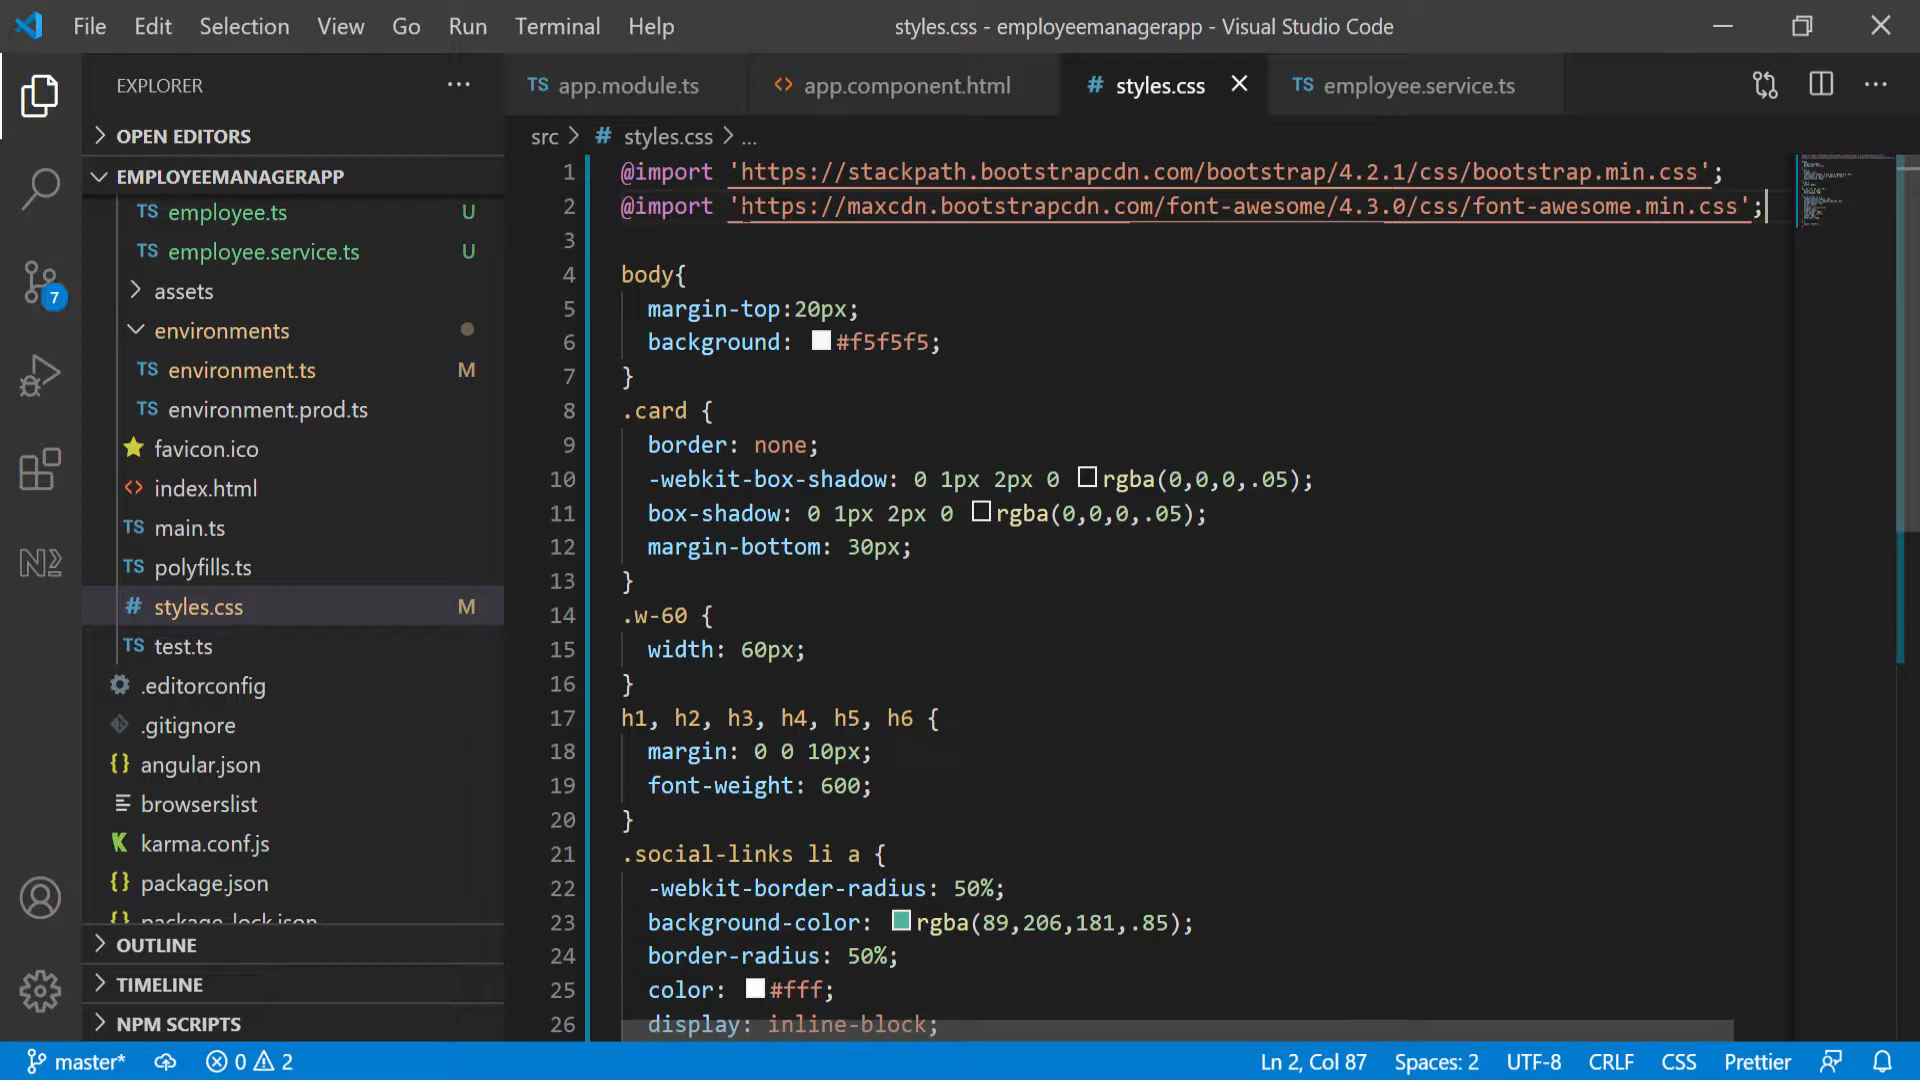 File Edit Selection View Go Run Terminal Help
styles.css - employeemanagerapp - Visual Studio Code
EXPLORER
OPEN EDITORS
EMPLOYEEMANAGERAPP
TS employee.ts U
TS employee.service.ts U
assets
environments
TS environment.ts M
TS environment.prod.ts
favicon.ico
<> index.html
TS main.ts
TS polyfills.ts
# styles.css M
TS test.ts
.editorconfig
.gitignore
{} angular.json
browserslist
K karma.conf.js
{} package.json
{} package-lock.json
OUTLINE
TIMELINE
NPM SCRIPTS
7
TS app.module.ts
<> app.component.html
# styles.css
TS employee.service.ts
src > # styles.css > ...
1 @import 'https://stackpath.bootstrapcdn.com/bootstrap/4.2.1/css/bootstrap.min.css';
2 @import 'https://maxcdn.bootstrapcdn.com/font-awesome/4.3.0/css/font-awesome.min.css';
3
4 body{
5 margin-top:20px;
6 background: #f5f5f5;
7 }
8 .card {
9 border: none;
10 -webkit-box-shadow: 0 1px 2px 0 rgba(0,0,0,.05);
11 box-shadow: 0 1px 2px 0 rgba(0,0,0,.05);
12 margin-bottom: 30px;
13 }
14 .w-60 {
15 width: 60px;
16 }
17 h1, h2, h3, h4, h5, h6 {
18 margin: 0 0 10px;
19 font-weight: 600;
20 }
21 .social-links li a {
22 -webkit-border-radius: 50%;
23 background-color: rgba(89,206,181,.85);
24 border-radius: 50%;
25 color: #fff;
26 display: inline-block;
master* 0 2
Ln 2, Col 87 Spaces: 2 UTF-8 CRLF CSS Prettier